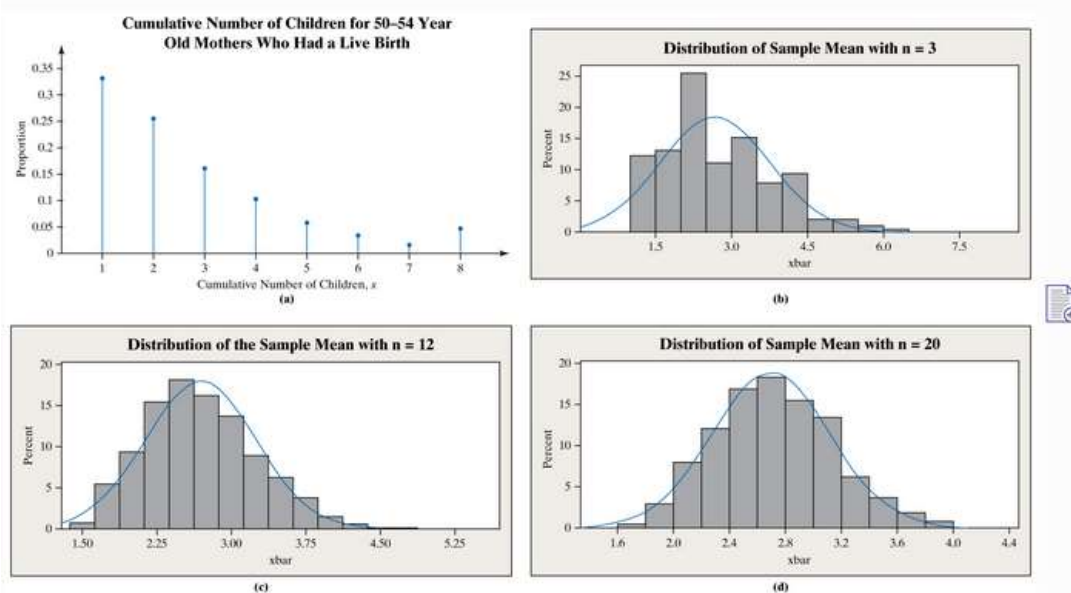 Cumulative Number of Children for 50–54 Year
Old Mothers Who Had a Live Birth
Proportion
0.35
0.3
0.25
0.2
0.15
0.1
0.05
0
1 2 3 4 5 6 7 8
Cumulative Number of Children, x
(a)
Distribution of Sample Mean with n = 3
Percent
25
20
15
10
5
0
1.5 3.0 4.5 6.0 7.5
xbar
(b)
Distribution of the Sample Mean with n = 12
Percent
20
15
10
5
0
1.50 2.25 3.00 3.75 4.50 5.25
xbar
(c)
Distribution of Sample Mean with n = 20
Percent
20
15
10
5
0
1.6 2.0 2.4 2.8 3.2 3.6 4.0 4.4
xbar
(d)